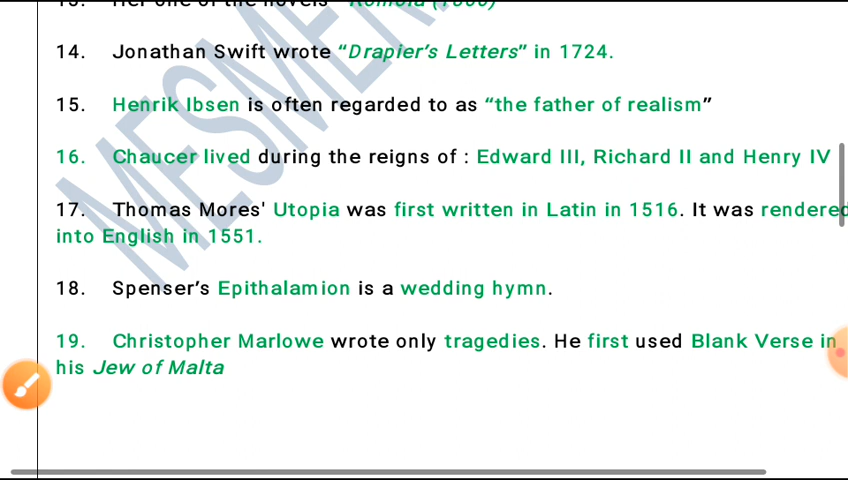 14. Jonathan Swift wrote “Drapier’s Letters” in 1724.
15. Henrik Ibsen is often regarded to as “the father of realism”
16. Chaucer lived during the reigns of : Edward III, Richard II and Henry IV
17. Thomas Mores' Utopia was first written in Latin in 1516. It was rendered
into English in 1551.
18. Spenser’s Epithalamion is a wedding hymn.
19. Christopher Marlowe wrote only tragedies. He first used Blank Verse in
his Jew of Malta